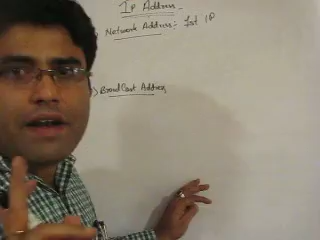 Ip Address
Network Address:- 1st IP
) BroadCast Address